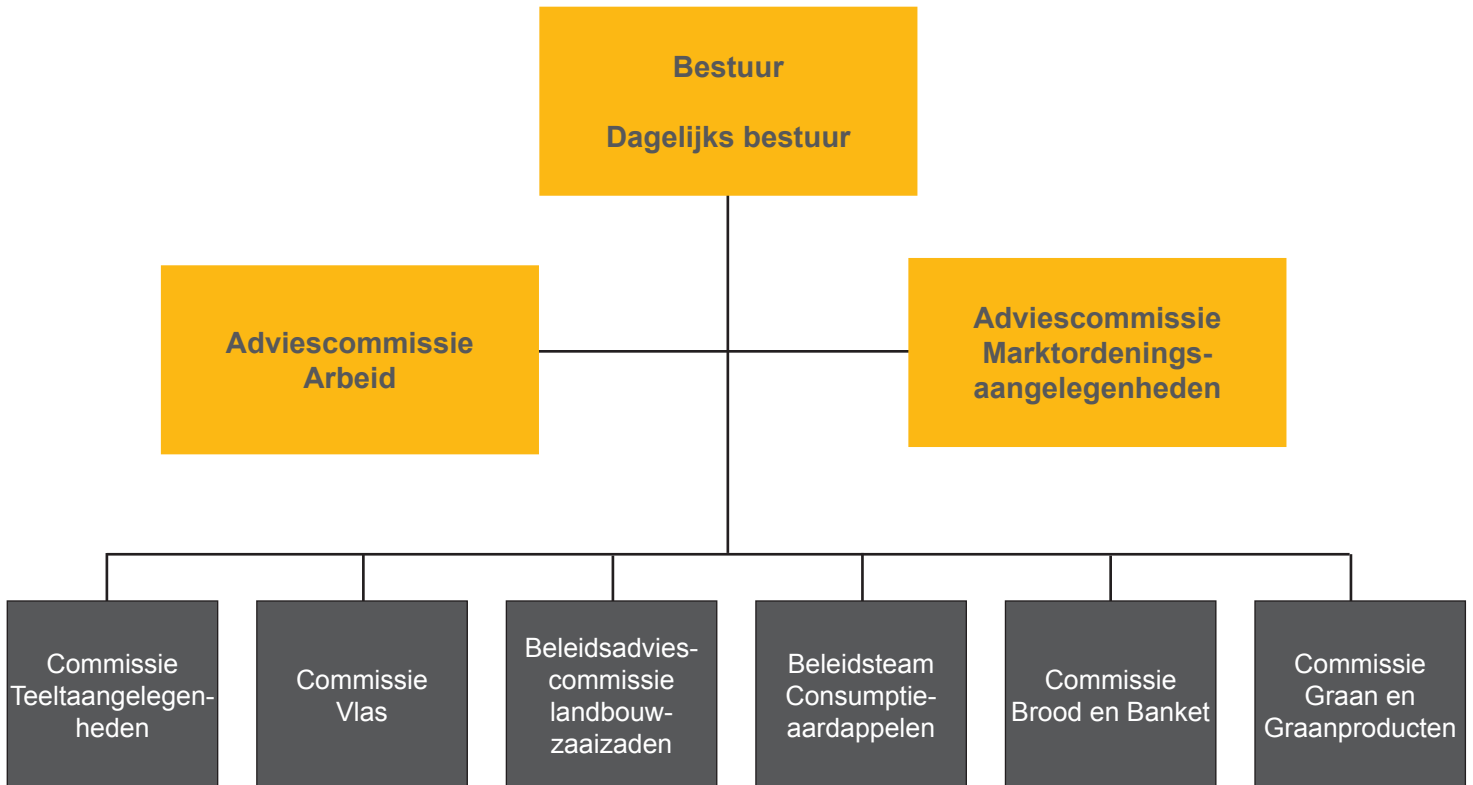 Bestuur
Dagelijks bestuur
Adviescommissie
Arbeid
Adviescommissie
Marktordenings-
aangelegenheden
Commissie
Teeltaangelegen-
heden
Commissie
Vlas
Beleidsadvies-
commissie
landbouw-
zaaizaden
Beleidsteam
Consumptie-
aardappelen
Commissie
Brood en Banket
Commissie
Graan en
Graanproducten